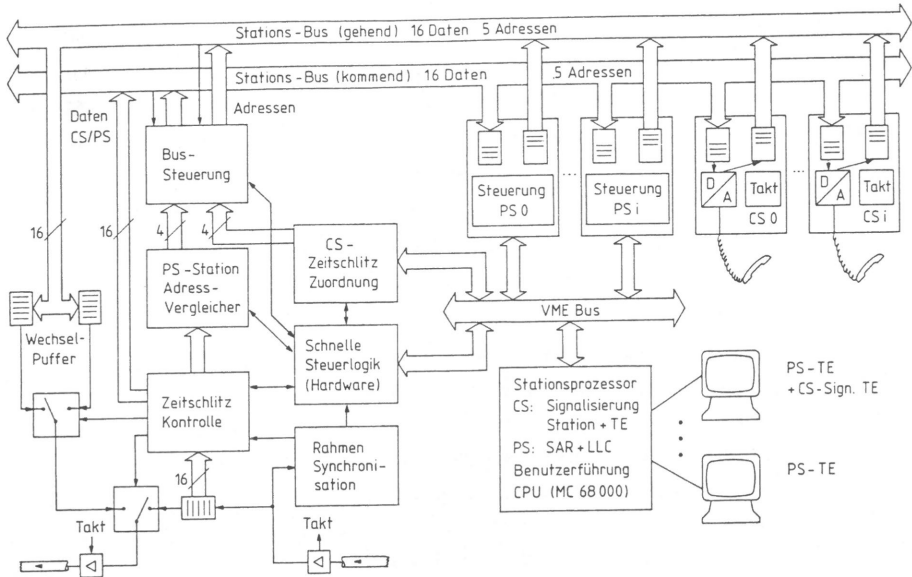 Stations-Bus (gehend) 16 Daten 5 Adressen
Stations-Bus (kommend) 16 Daten 5 Adressen
Daten
CS/PS
Adressen
Bus-
Steuerung
Steuerung
PS 0
...
Steuerung
PS i
D
A
Takt
CS 0
...
D
A
Takt
CS i
16
16
4
4
PS-Station
Adress-
Vergleicher
CS-
Zeitschlitz
Zuordnung
VME Bus
Wechsel-
Puffer
Schnelle
Steuerlogik
(Hardware)
Zeitschlitz
Kontrolle
Rahmen
Synchroni-
sation
16
Takt
Takt
Stationsprozessor
CS: Signalisierung
Station + TE
PS: SAR + LLC
Benutzerführung
CPU (MC 68 000)
PS-TE
+ CS-Sign. TE
PS-TE